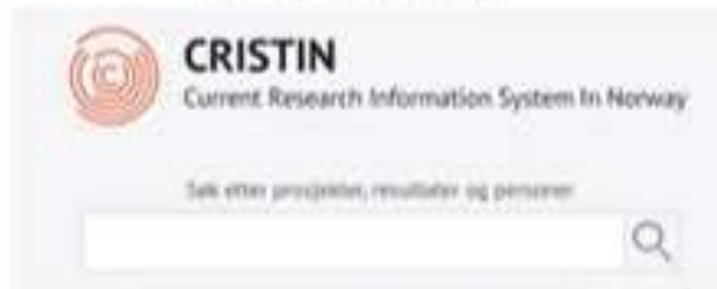 CRISTIN
Current Research Information System In Norway
Søk etter prosjekter, resultater og personer